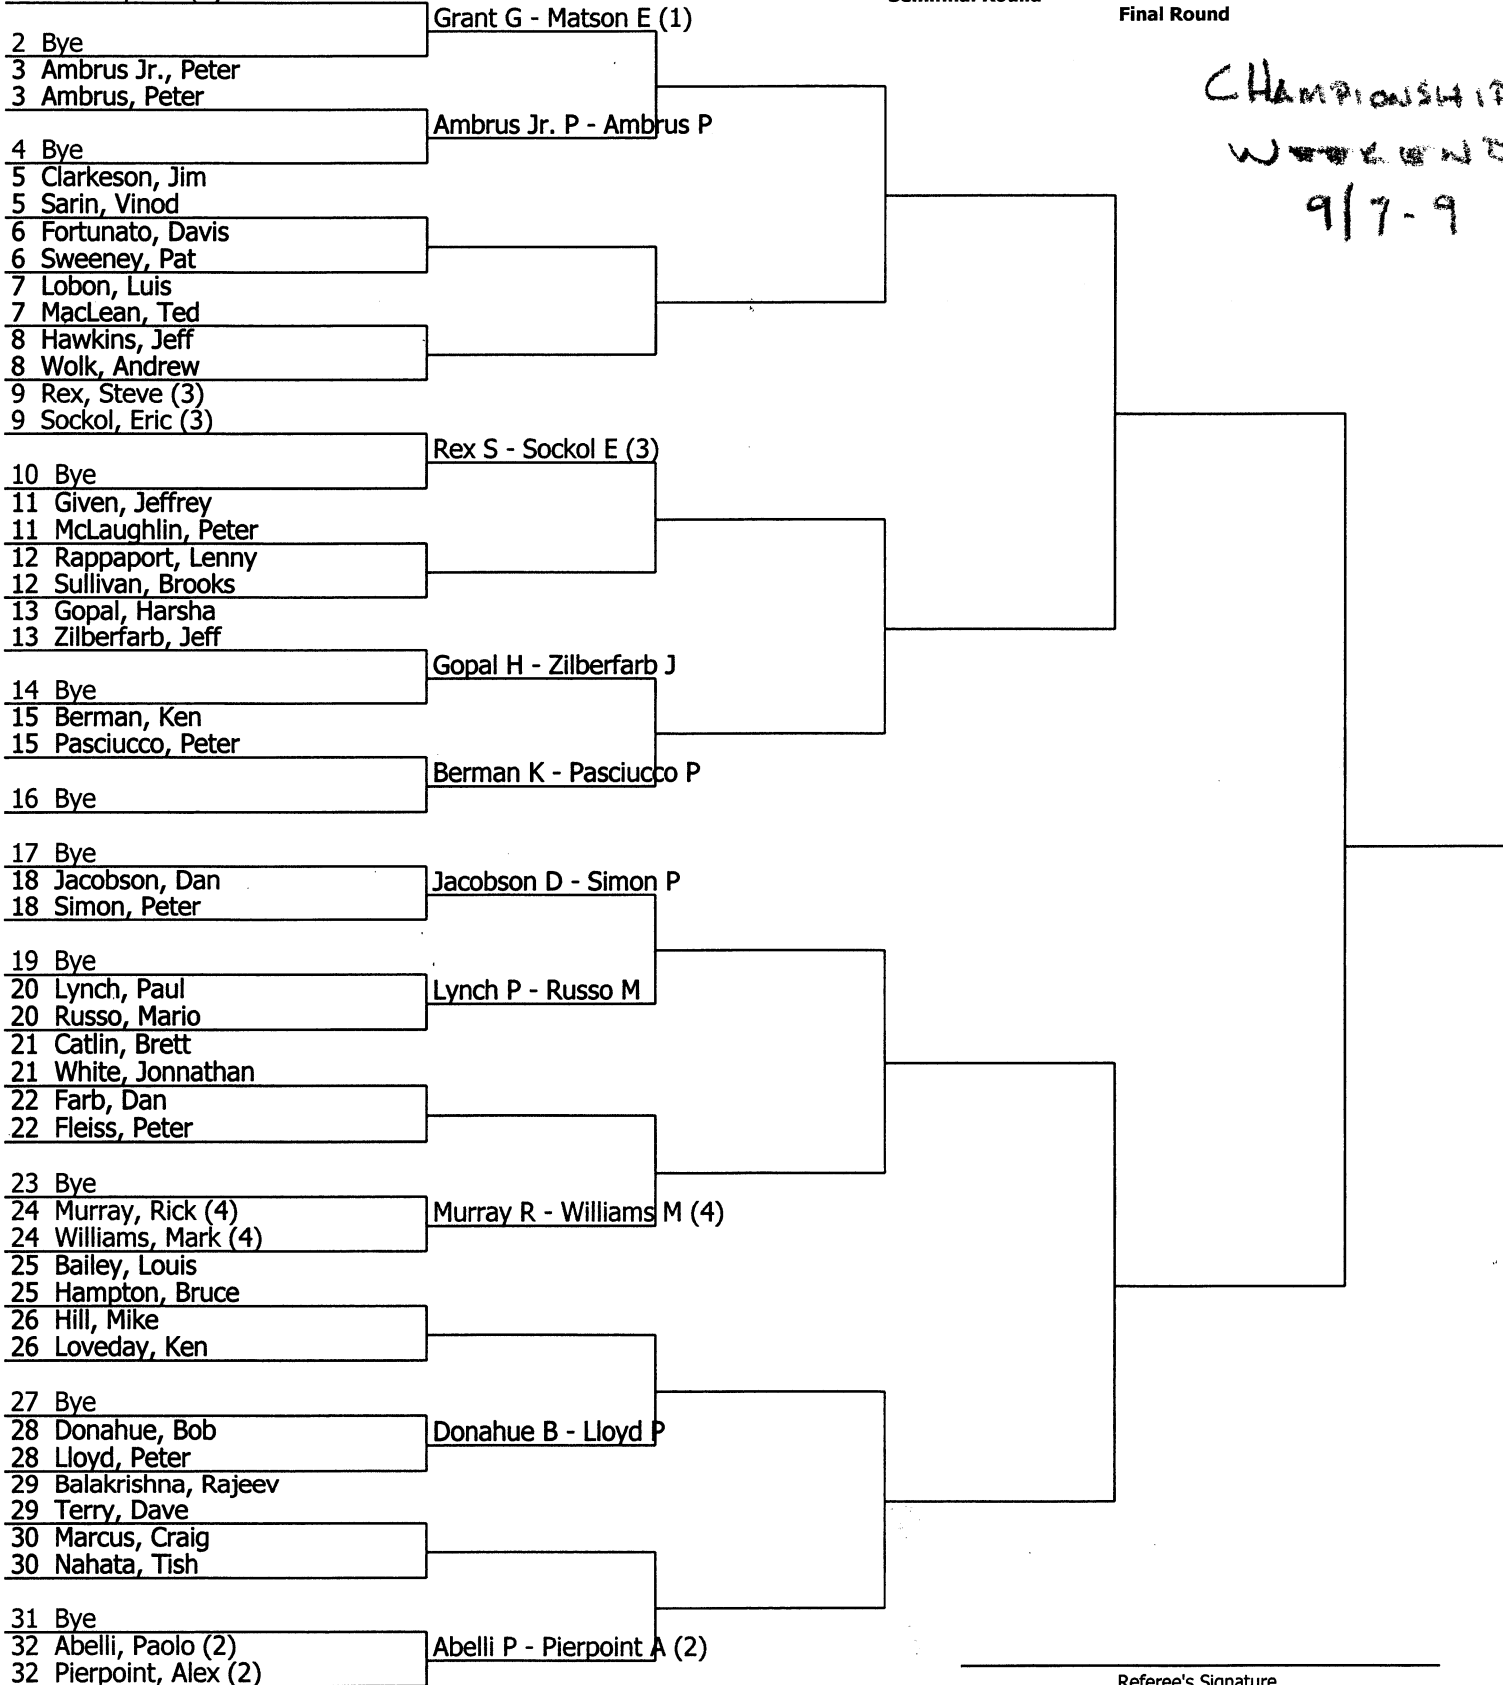 Final Round
CHAMPIONSHIP
WEEKEND
9/7-9
Grant G - Matson E (1)
2 Bye
3 Ambrus Jr., Peter
3 Ambrus, Peter
Ambrus Jr. P - Ambrus P
4 Bye
5 Clarkeson, Jim
5 Sarin, Vinod
6 Fortunato, Davis
6 Sweeney, Pat
7 Lobon, Luis
7 MacLean, Ted
8 Hawkins, Jeff
8 Wolk, Andrew
9 Rex, Steve (3)
9 Sockol, Eric (3)
Rex S - Sockol E (3)
10 Bye
11 Given, Jeffrey
11 McLaughlin, Peter
12 Rappaport, Lenny
12 Sullivan, Brooks
13 Gopal, Harsha
13 Zilberfarb, Jeff
Gopal H - Zilberfarb J
14 Bye
15 Berman, Ken
15 Pasciucco, Peter
Berman K - Pasciucco P
16 Bye
17 Bye
18 Jacobson, Dan
Jacobson D - Simon P
18 Simon, Peter
19 Bye
20 Lynch, Paul
Lynch P - Russo M
20 Russo, Mario
21 Catlin, Brett
21 White, Jonnathan
22 Farb, Dan
22 Fleiss, Peter
23 Bye
24 Murray, Rick (4)
Murray R - Williams M (4)
24 Williams, Mark (4)
25 Bailey, Louis
25 Hampton, Bruce
26 Hill, Mike
26 Loveday, Ken
27 Bye
28 Donahue, Bob
Donahue B - Lloyd P
28 Lloyd, Peter
29 Balakrishna, Rajeev
29 Terry, Dave
30 Marcus, Craig
30 Nahata, Tish
31 Bye
32 Abelli, Paolo (2)
Abelli P - Pierpoint A (2)
32 Pierpoint, Alex (2)
Referee's Signature